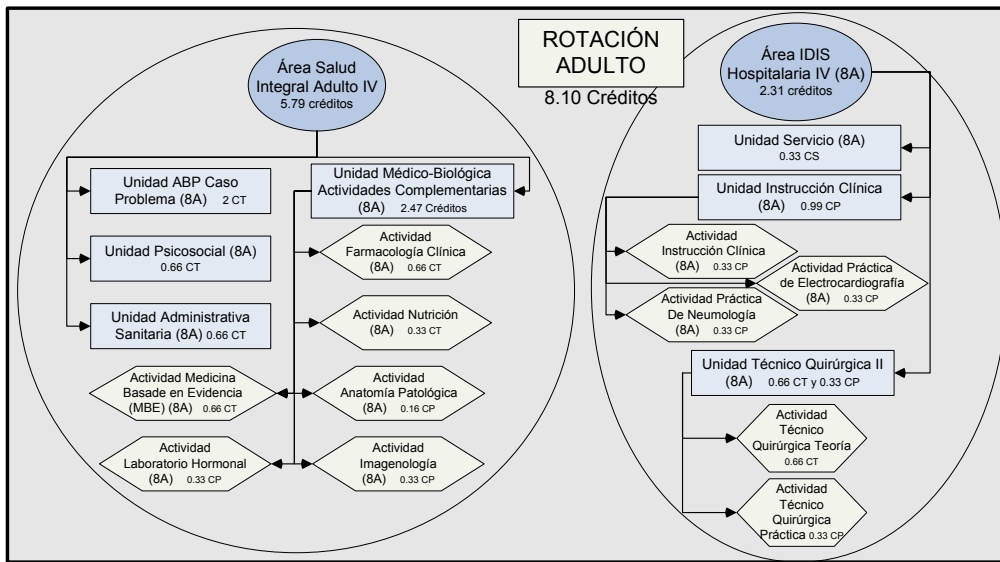 ROTACIÓN
ADULTO
8.10 Créditos
Área Salud
Integral Adulto IV
5.79 créditos
Unidad ABP Caso
Problema (8A) 2 CT
Unidad Psicosocial (8A)
0.66 CT
Unidad Administrativa
Sanitaria (8A) 0.66 CT
Unidad Médico-Biológica
Actividades Complementarias
(8A) 2.47 Créditos
Actividad
Farmacología Clínica
(8A) 0.66 CT
Actividad Nutrición
(8A) 0.33 CT
Actividad Medicina
Basade en Evidencia
(MBE) (8A) 0.66 CT
Actividad
Anatomía Patológica
(8A) 0.16 CP
Actividad
Laboratorio Hormonal
(8A) 0.33 CP
Actividad
Imagenología
(8A) 0.33 CP
Área IDIS
Hospitalaria IV (8A)
2.31 créditos
Unidad Servicio (8A)
0.33 CS
Unidad Instrucción Clínica
(8A) 0.99 CP
Actividad
Instrucción Clínica
(8A) 0.33 CP
Actividad Práctica
de Electrocardiografía
(8A) 0.33 CP
Actividad Práctica
De Neumología
(8A) 0.33 CP
Unidad Técnico Quirúrgica II
(8A) 0.66 CT y 0.33 CP
Actividad
Técnico
Quirúrgica Teoría
0.66 CT
Actividad
Técnico
Quirúrgica
Práctica 0.33 CP